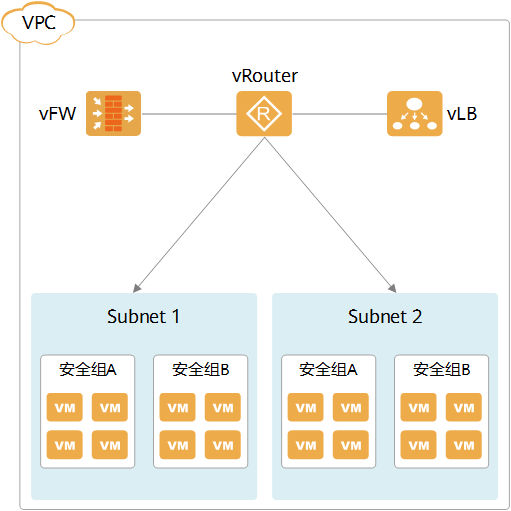 VPC
vRouter
vFW
R
vLB
Subnet 1
Subnet 2
安全组A
安全组B
安全组A
安全组B
VM VM VM VM VM VM VM VM
VM VM VM VM VM VM VM VM